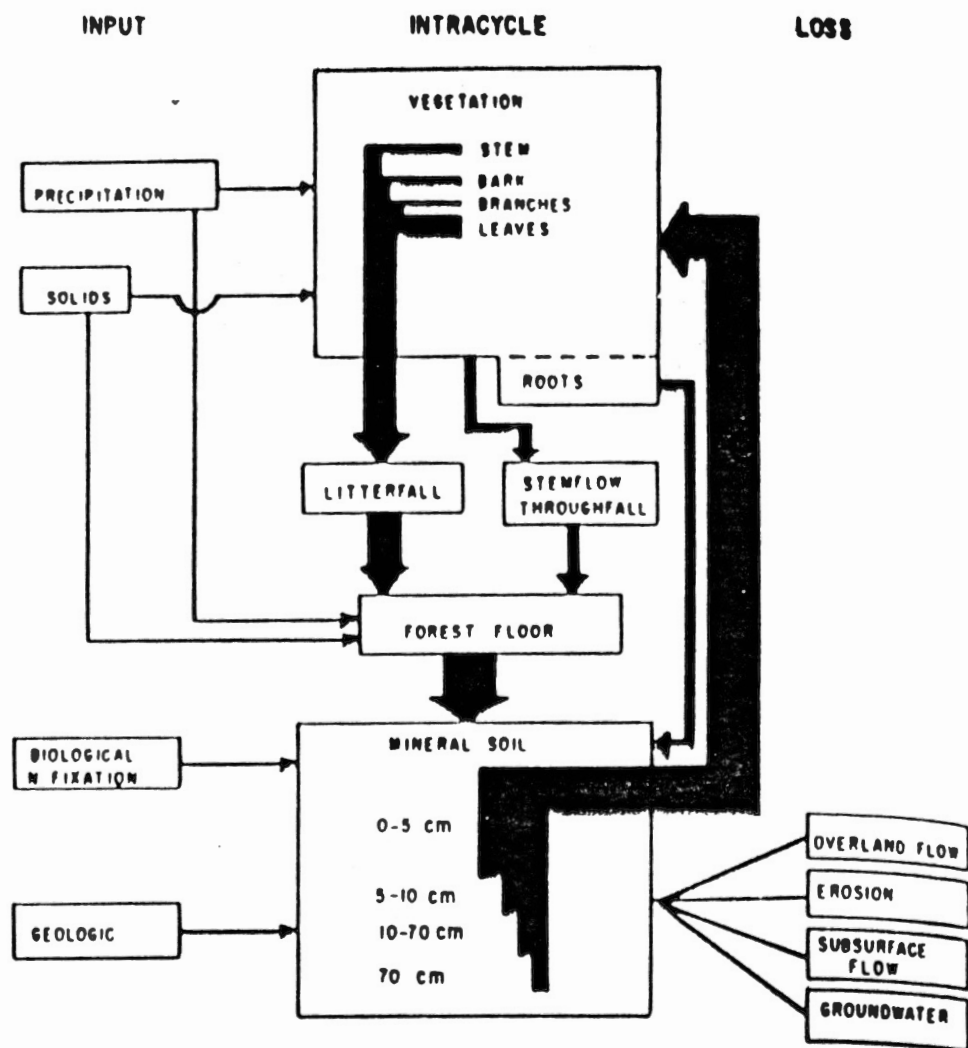 INPUT
INTRACYCLE
LOSS
VEGETATION
STEM
BARK
BRANCHES
LEAVES
PRECIPITATION
SOLIDS
ROOTS
LITTERFALL
STEMFLOW
THROUGHFALL
FOREST FLOOR
MINERAL SOIL
BIOLOGICAL
N FIXATION
0-5 cm
5-10 cm
10-70 cm
70 cm
GEOLOGIC
OVERLAND FLOW
EROSION
SUBSURFACE
FLOW
GROUNDWATER